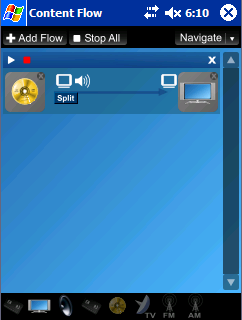 Content Flow 6:10
Add Flow Stop All Navigate
Split
TV FM AM